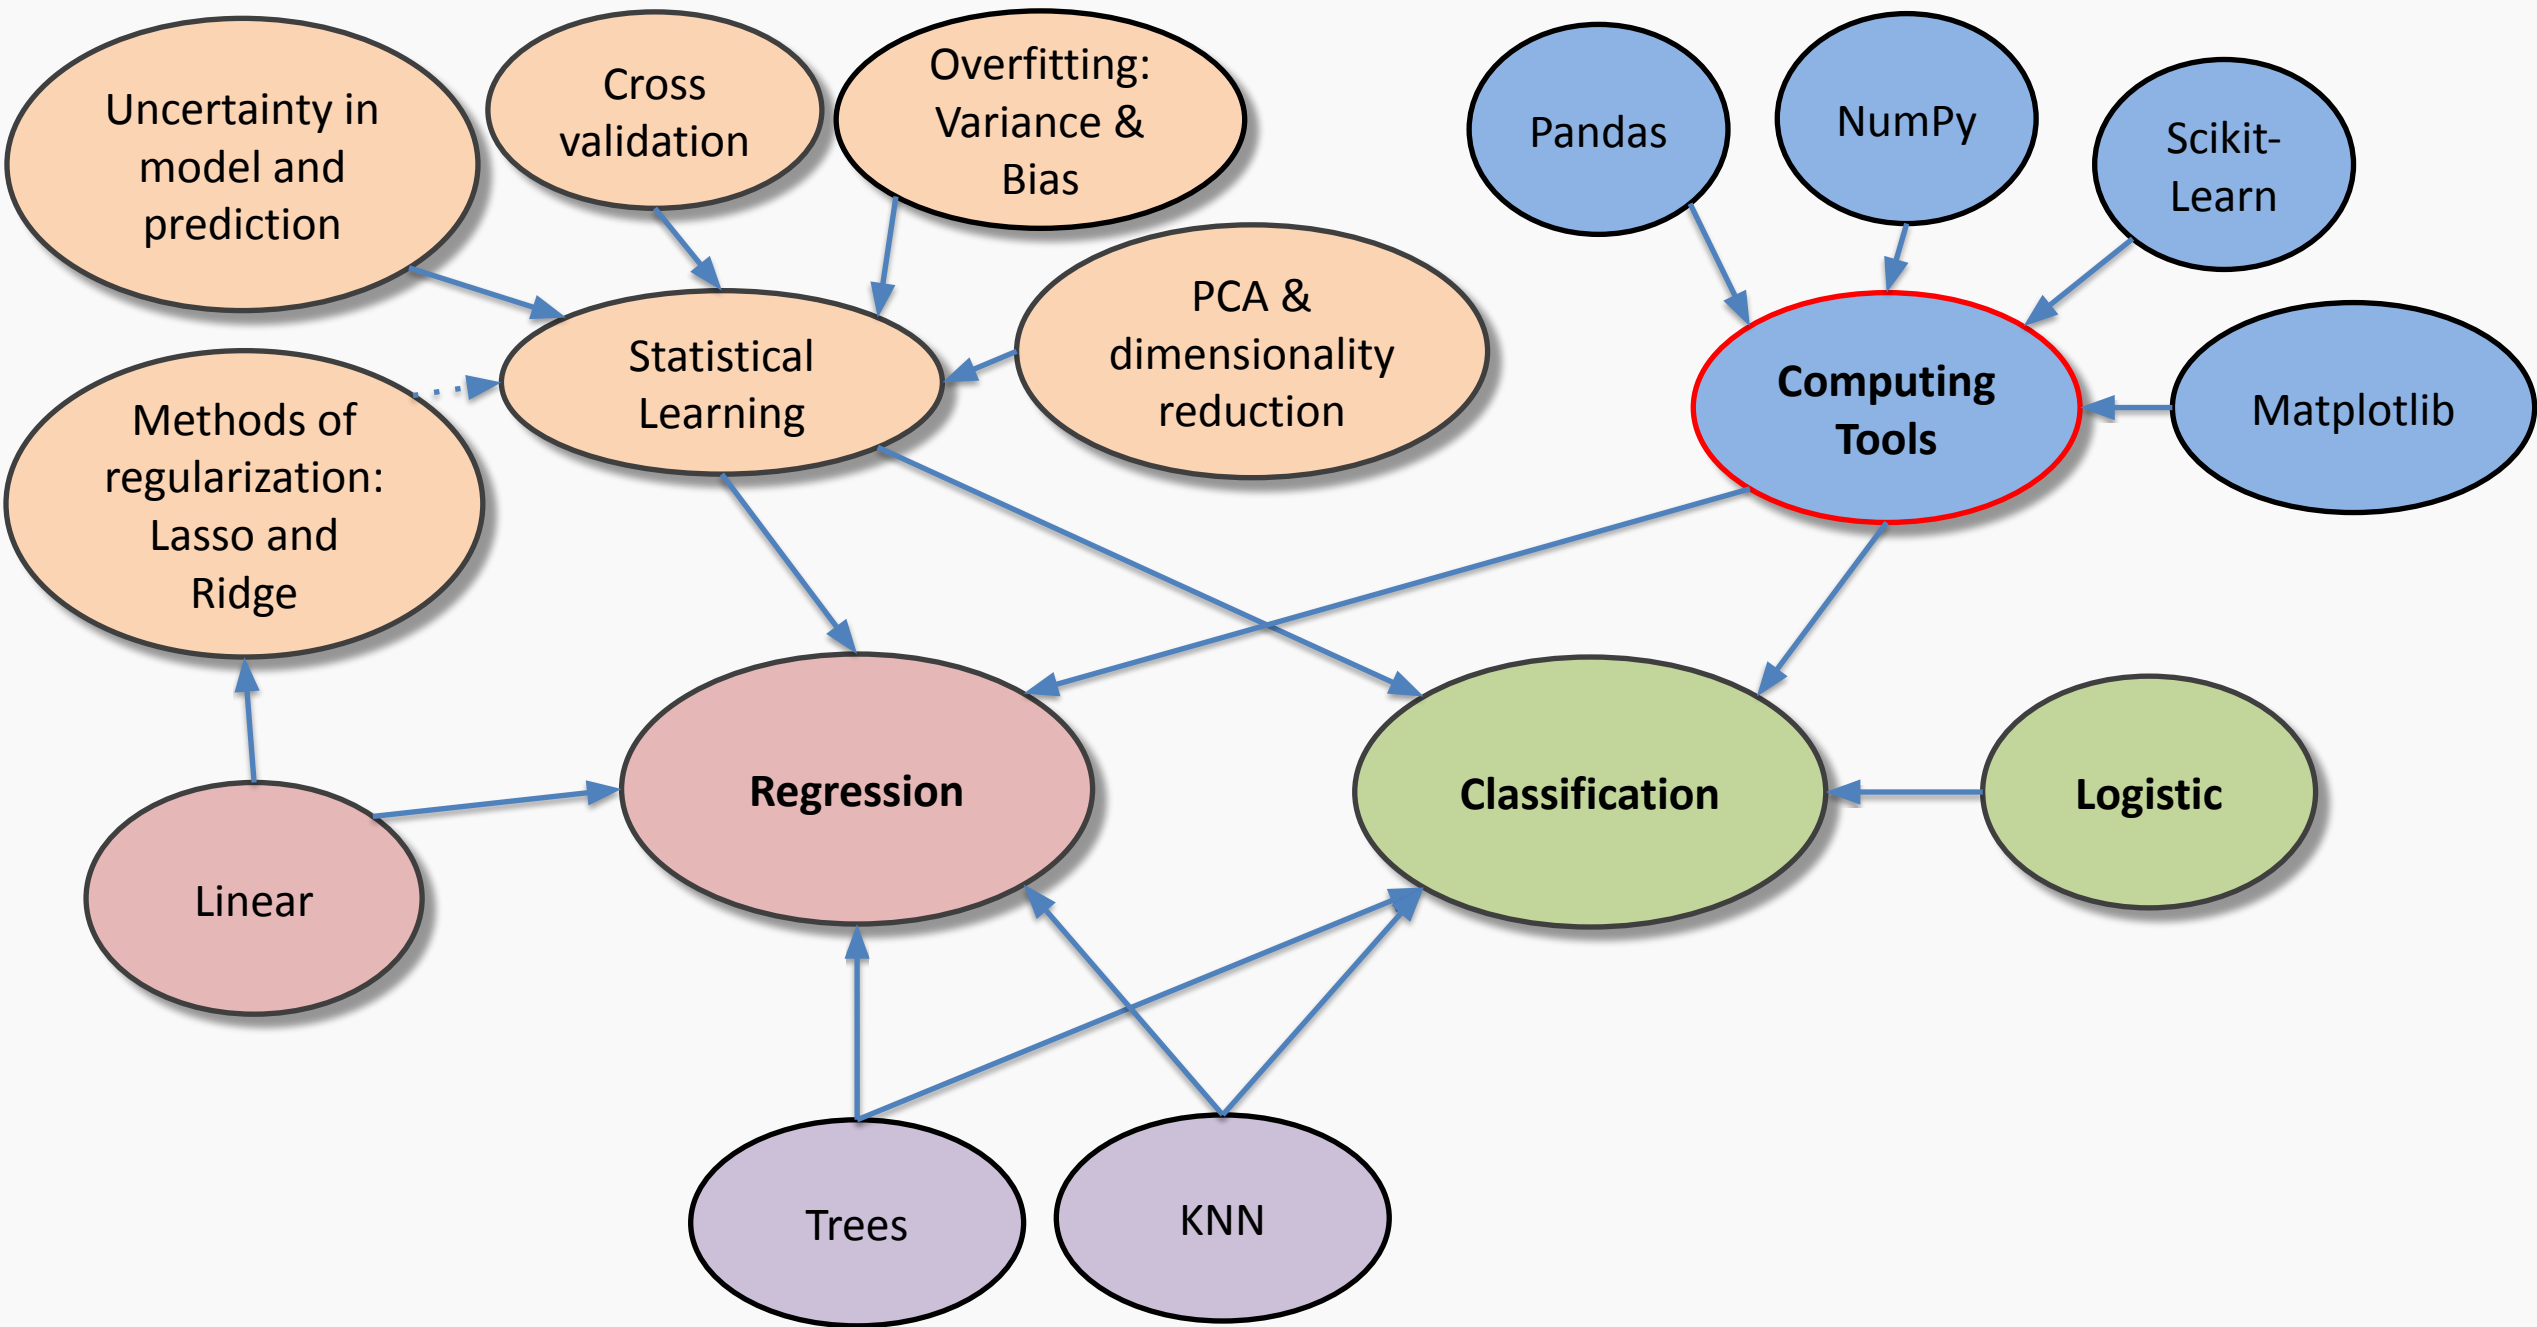 Uncertainty in
model and
prediction
Cross
validation
Overfitting:
Variance &
Bias
Pandas
NumPy
Scikit-
Learn
PCA &
dimensionality
reduction
Statistical
Learning
Computing
Tools
Matplotlib
Methods of
regularization:
Lasso and
Ridge
Regression
Classification
Logistic
Linear
Trees
KNN